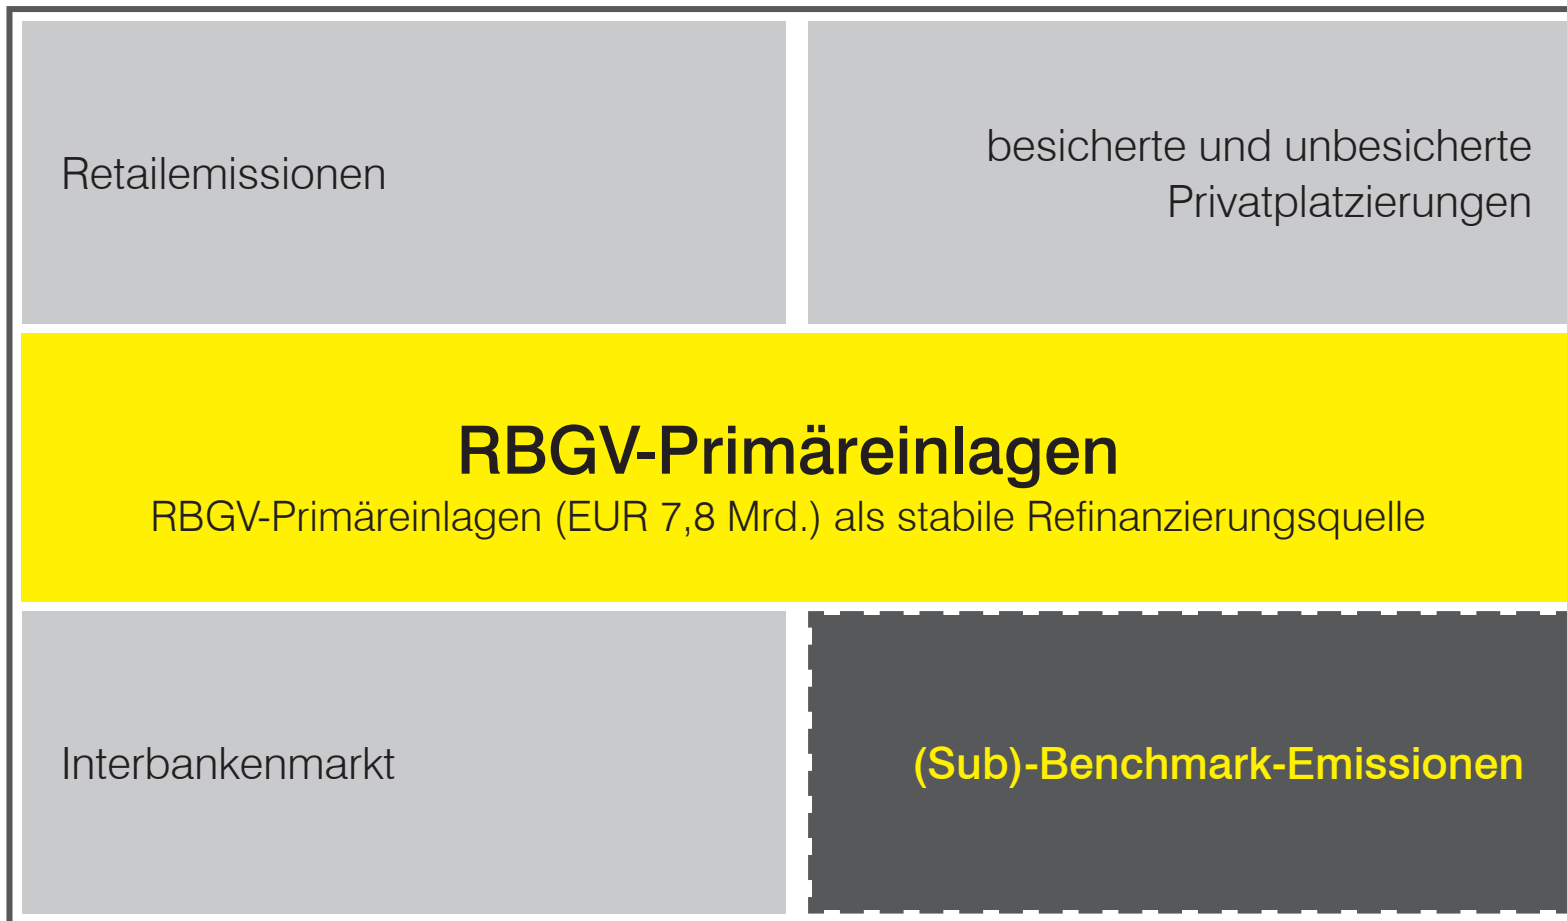 Retailemissionen
besicherte und unbesicherte
Privatplatzierungen
RBGV-Primäreinlagen
RBGV-Primäreinlagen (EUR 7,8 Mrd.) als stabile Refinanzierungsquelle
Interbankenmarkt
(Sub)-Benchmark-Emissionen